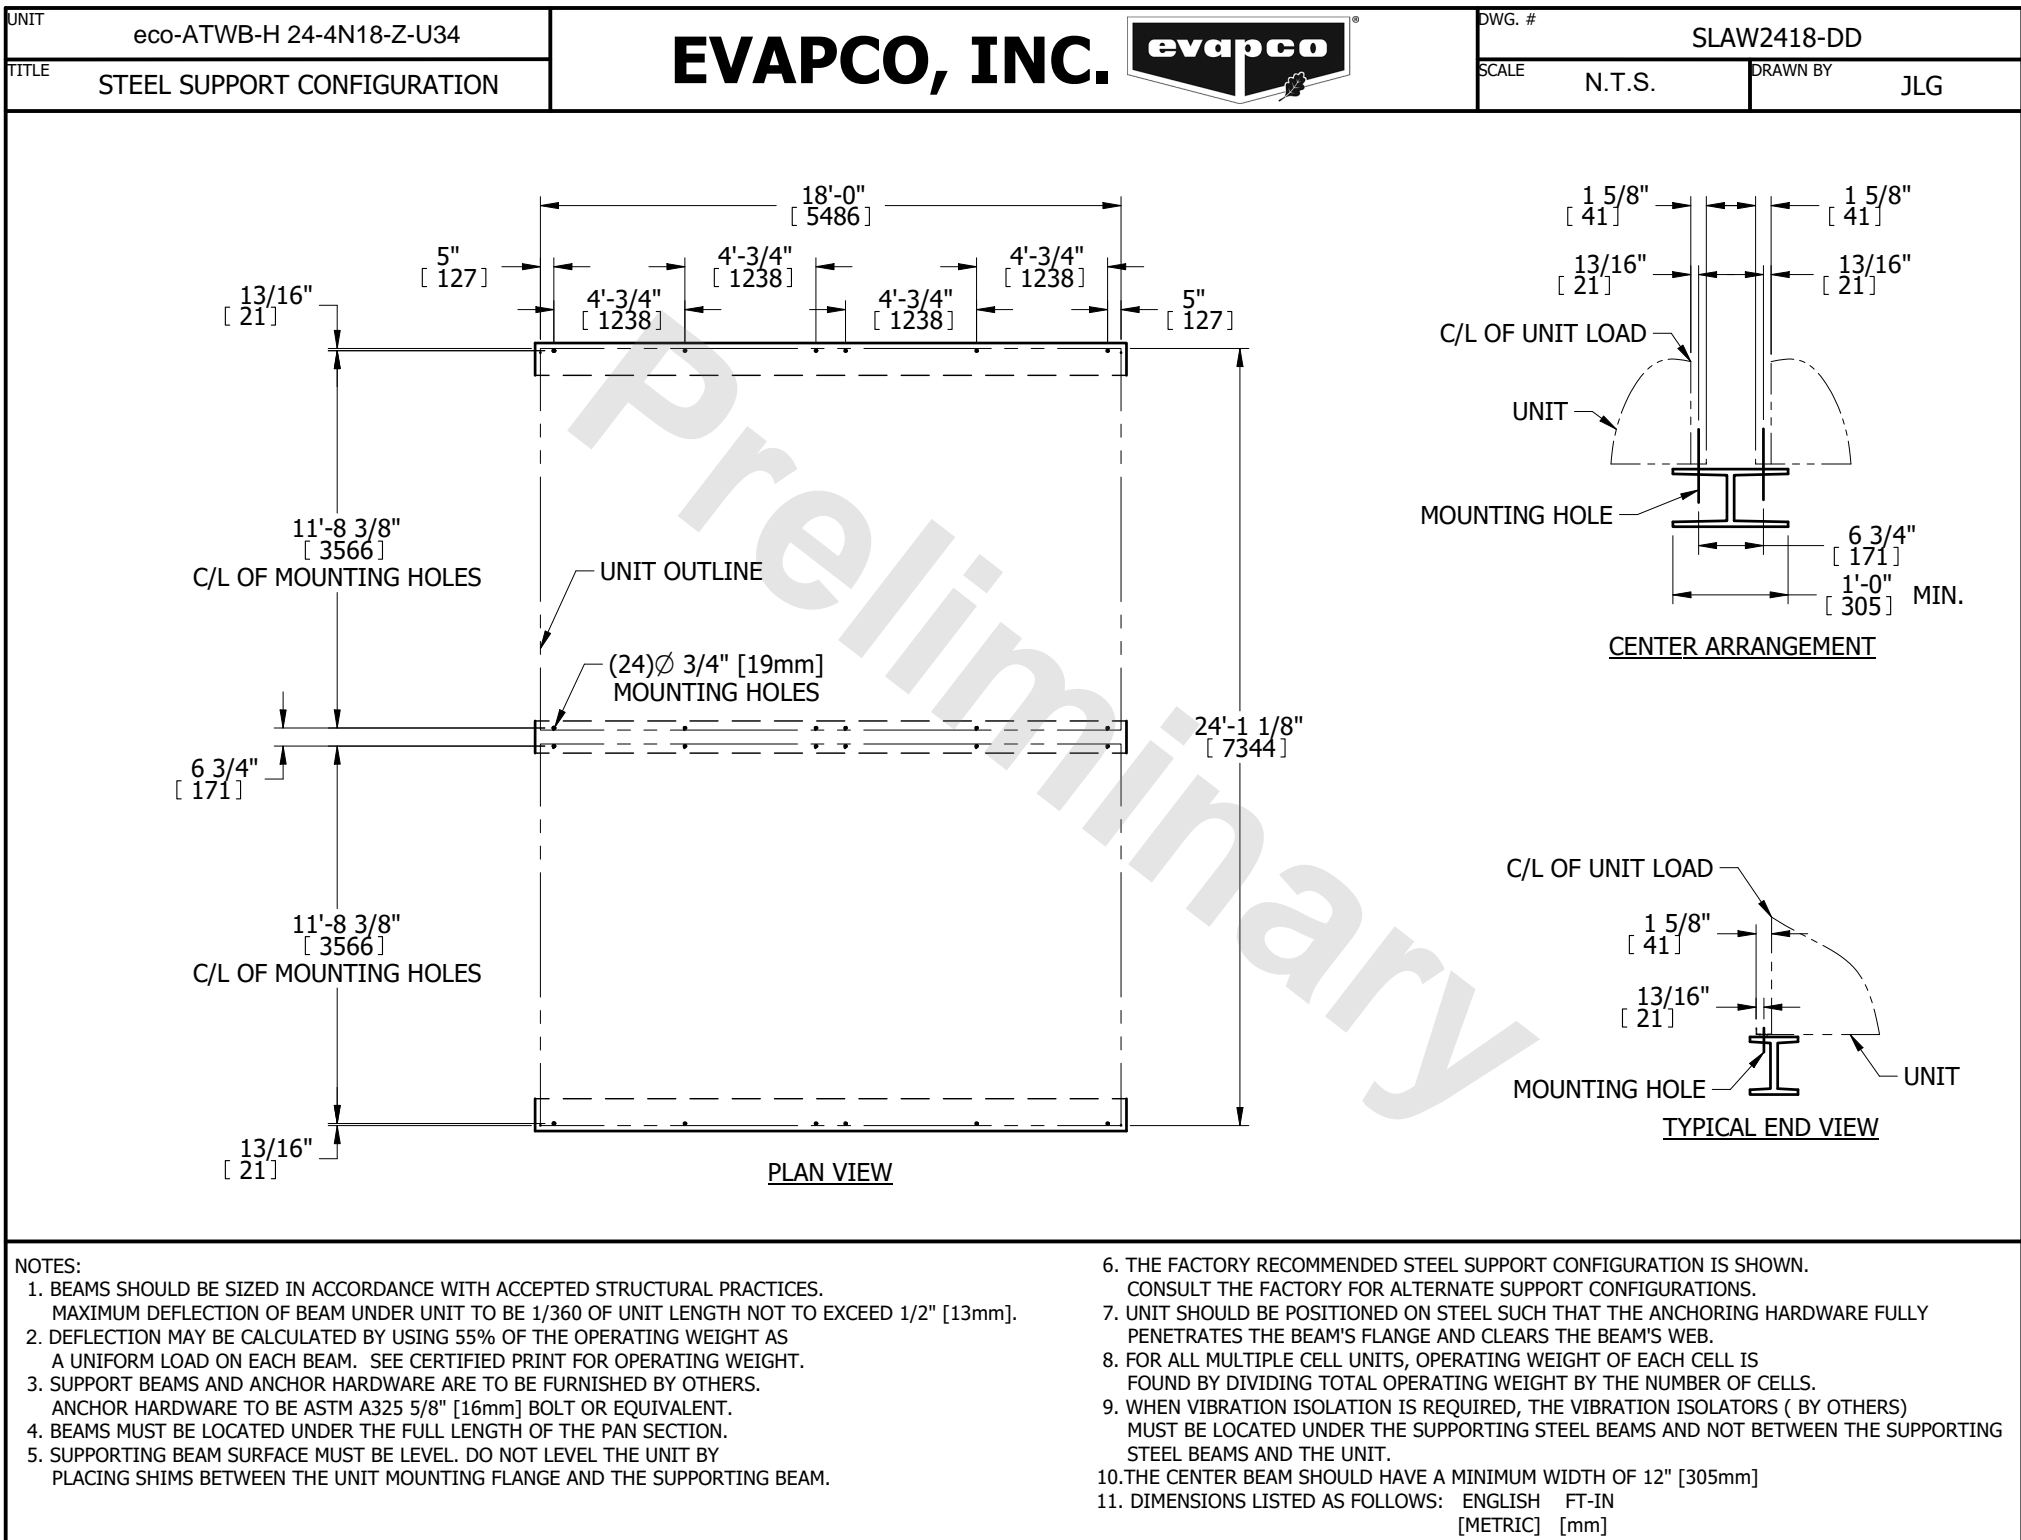 UNIT
eco-ATWB-H 24-4N18-Z-U34
TITLE
STEEL SUPPORT CONFIGURATION
EVAPCO, INC.
evapco
®
DWG. #
SLAW2418-DD
SCALE
N.T.S.
DRAWN BY
JLG
18'-0"
[ 5486 ]
5"
[ 127 ]
4'-3/4"
[ 1238 ]
4'-3/4"
[ 1238 ]
13/16"
[ 21 ]
4'-3/4"
[ 1238 ]
4'-3/4"
[ 1238 ]
5"
[ 127 ]
11'-8 3/8"
[ 3566 ]
C/L OF MOUNTING HOLES
UNIT OUTLINE
(24)∅ 3/4" [19mm]
MOUNTING HOLES
24'-1 1/8"
[ 7344 ]
6 3/4"
[ 171 ]
11'-8 3/8"
[ 3566 ]
C/L OF MOUNTING HOLES
13/16"
[ 21 ]
PLAN VIEW
Preliminary
1 5/8"
[ 41 ]
1 5/8"
[ 41 ]
13/16"
[ 21 ]
13/16"
[ 21 ]
C/L OF UNIT LOAD
UNIT
MOUNTING HOLE
6 3/4"
[ 171 ]
1'-0"
[ 305 ]
MIN.
CENTER ARRANGEMENT
C/L OF UNIT LOAD
1 5/8"
[ 41 ]
13/16"
[ 21 ]
MOUNTING HOLE
UNIT
TYPICAL END VIEW
NOTES:
1. BEAMS SHOULD BE SIZED IN ACCORDANCE WITH ACCEPTED STRUCTURAL PRACTICES.
MAXIMUM DEFLECTION OF BEAM UNDER UNIT TO BE 1/360 OF UNIT LENGTH NOT TO EXCEED 1/2" [13mm].
2. DEFLECTION MAY BE CALCULATED BY USING 55% OF THE OPERATING WEIGHT AS
A UNIFORM LOAD ON EACH BEAM. SEE CERTIFIED PRINT FOR OPERATING WEIGHT.
3. SUPPORT BEAMS AND ANCHOR HARDWARE ARE TO BE FURNISHED BY OTHERS.
ANCHOR HARDWARE TO BE ASTM A325 5/8" [16mm] BOLT OR EQUIVALENT.
4. BEAMS MUST BE LOCATED UNDER THE FULL LENGTH OF THE PAN SECTION.
5. SUPPORTING BEAM SURFACE MUST BE LEVEL. DO NOT LEVEL THE UNIT BY
PLACING SHIMS BETWEEN THE UNIT MOUNTING FLANGE AND THE SUPPORTING BEAM.
6. THE FACTORY RECOMMENDED STEEL SUPPORT CONFIGURATION IS SHOWN.
CONSULT THE FACTORY FOR ALTERNATE SUPPORT CONFIGURATIONS.
7. UNIT SHOULD BE POSITIONED ON STEEL SUCH THAT THE ANCHORING HARDWARE FULLY
PENETRATES THE BEAM'S FLANGE AND CLEARS THE BEAM'S WEB.
8. FOR ALL MULTIPLE CELL UNITS, OPERATING WEIGHT OF EACH CELL IS
FOUND BY DIVIDING TOTAL OPERATING WEIGHT BY THE NUMBER OF CELLS.
9. WHEN VIBRATION ISOLATION IS REQUIRED, THE VIBRATION ISOLATORS ( BY OTHERS)
MUST BE LOCATED UNDER THE SUPPORTING STEEL BEAMS AND NOT BETWEEN THE SUPPORTING
STEEL BEAMS AND THE UNIT.
10.THE CENTER BEAM SHOULD HAVE A MINIMUM WIDTH OF 12" [305mm]
11. DIMENSIONS LISTED AS FOLLOWS: ENGLISH FT-IN
[METRIC] [mm]